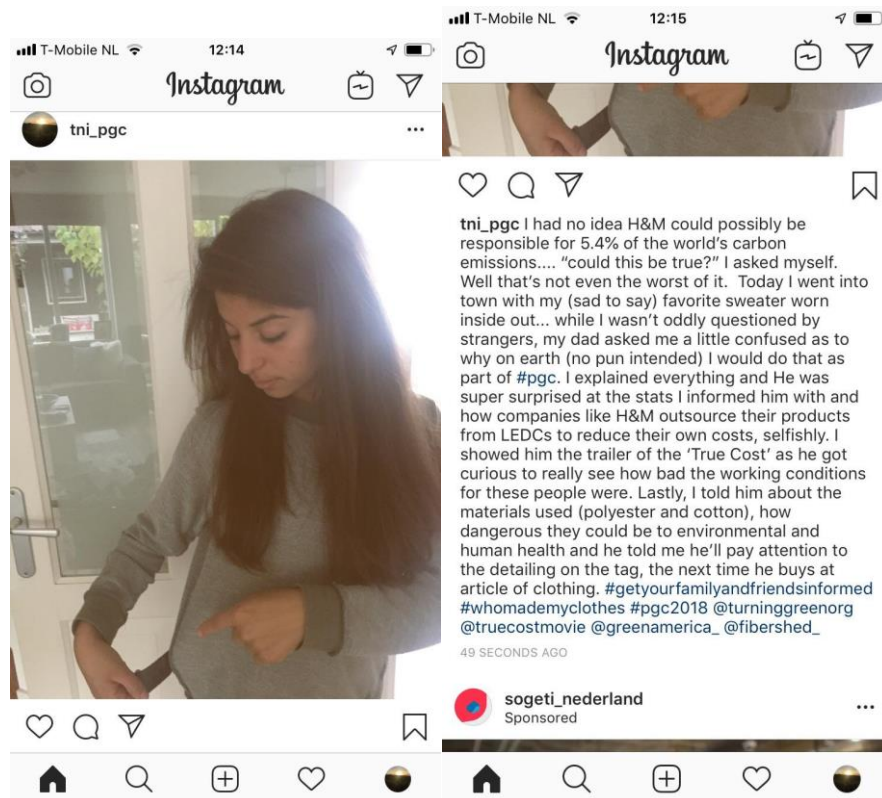 T-Mobile NL 12:14
Instagram
tni_pgc
T-Mobile NL 12:15
Instagram
tni_pgc I had no idea H&M could possibly be
responsible for 5.4% of the world's carbon
emissions.... “could this be true?” I asked myself.
Well that's not even the worst of it. Today I went into
town with my (sad to say) favorite sweater worn
inside out... while I wasn't oddly questioned by
strangers, my dad asked me a little confused as to
why on earth (no pun intended) I would do that as
part of #pgc. I explained everything and He was
super surprised at the stats I informed him with and
how companies like H&M outsource their products
from LEDCs to reduce their own costs, selfishly. I
showed him the trailer of the ‘True Cost’ as he got
curious to really see how bad the working conditions
for these people were. Lastly, I told him about the
materials used (polyester and cotton), how
dangerous they could be to environmental and
human health and he told me he'll pay attention to
the detailing on the tag, the next time he buys at
article of clothing. #getyourfamilyandfriendsinformed
#whomademyclothes #pgc2018 @turninggreenorg
@truecostmovie @greenamerica_ @fibershed_
49 SECONDS AGO
sogeti_nederland
Sponsored